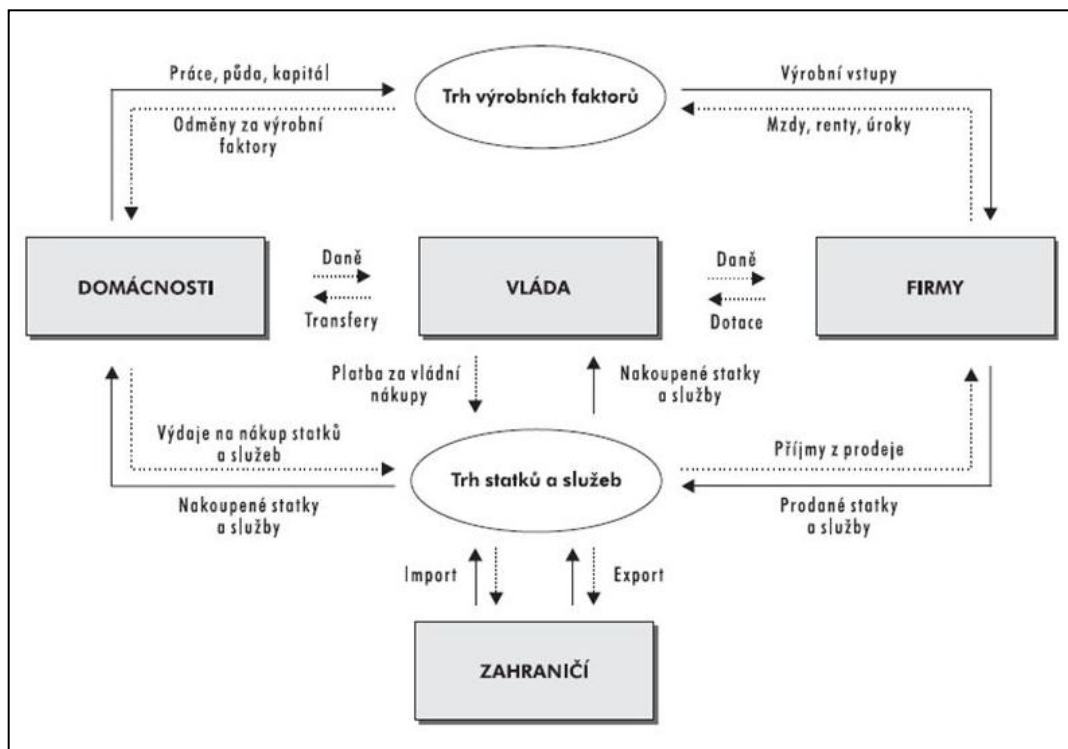 Práce, půda, kapitál
Trh výrobních faktorů
Výrobní vstupy
Odměny za výrobní
faktory
Mzdy, renty, úroky
DOMÁCNOSTI
Daně
Transfery
VLÁDA
Daně
Dotace
FIRMY
Platba za vládní
nákupy
Nakoupené statky
a služby
Výdaje na nákup statků
a služeb
Trh statků a služeb
Příjmy z prodeje
Nakoupené statky
a služby
Prodané statky
a služby
Import
Export
ZAHRANIČÍ